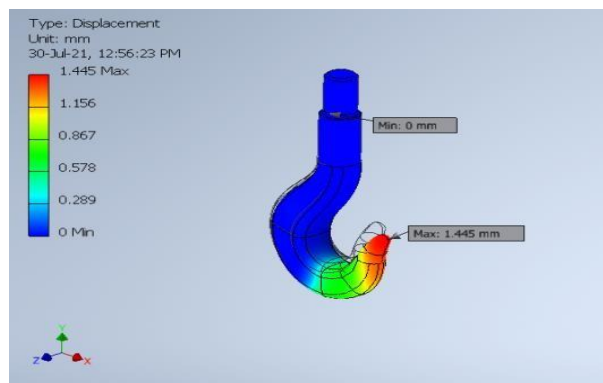 Type: Displacement
Unit: mm
30-Jul-21, 12:56:23 PM
1.445 Max
1.156
0.867
0.578
0.289
0 Min
Min: 0 mm
Max: 1.445 mm
Y
Z
X